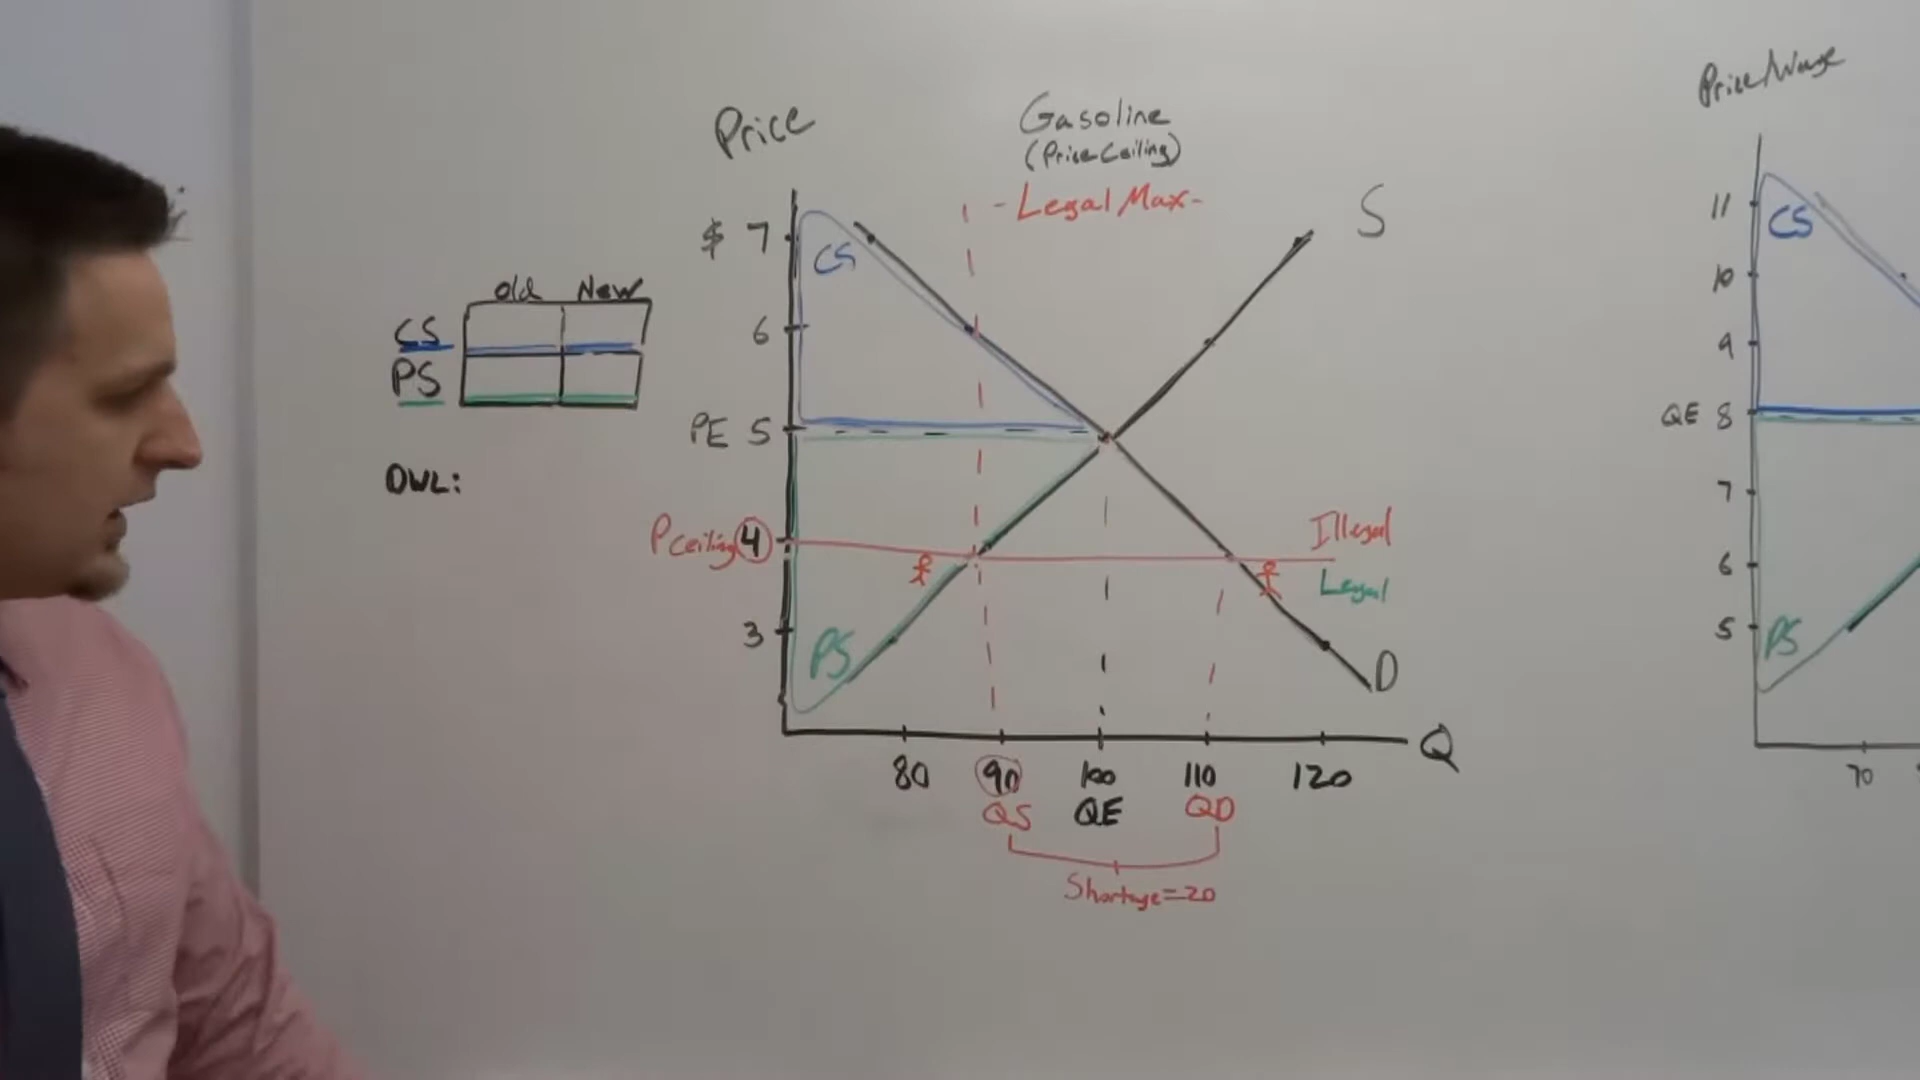 Price
Gasoline
(Price Ceiling)
- Legal Max -
S
$ 7
CS
6
PE 5
PCeiling 4
Illegal
Legal
3
PS
D
Q
80 90 100 110 120
QS QE QD
Shortage=20
Old New
CS
PS
DWL:
Price/Wage
11
CS
10
9
QE 8
7
6
5
PS
70